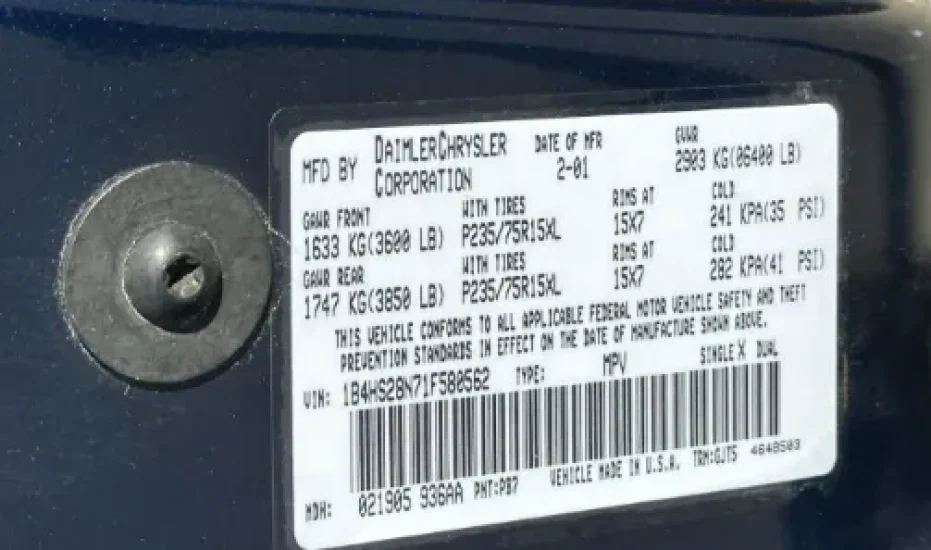 MFD BY DAIMLERCHRYSLER CORPORATION DATE OF MFR 2-01 GVWR 2903 KG(06400 LB)
GAWR FRONT WITH TIRES RIMS AT COLD
1633 KG(3600 LB) P235/75R15XL 15X7 241 KPA(35 PSI)
GAWR REAR WITH TIRES RIMS AT COLD
1747 KG(3850 LB) P235/75R15XL 15X7 282 KPA(41 PSI)
THIS VEHICLE CONFORMS TO ALL APPLICABLE FEDERAL MOTOR VEHICLE SAFETY AND THEFT
PREVENTION STANDARDS IN EFFECT ON THE DATE OF MANUFACTURE SHOWN ABOVE.
VIN: 1B4HS28N71F580562 TYPE: MPV SINGLE X DUAL
MDH: 021905 936AA PNT:PB7 VEHICLE MADE IN U.S.A. TRM:GJT5 4648503